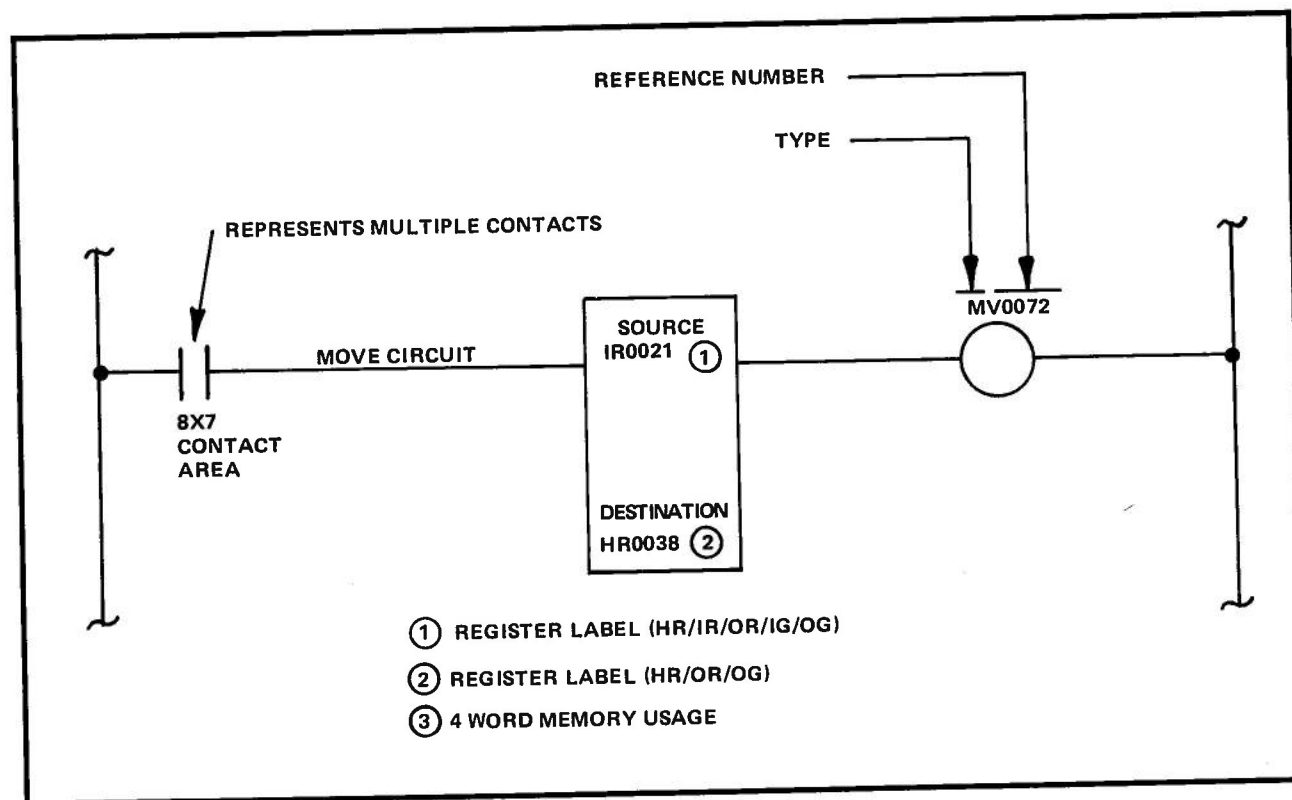 REFERENCE NUMBER
TYPE
REPRESENTS MULTIPLE CONTACTS
MV0072
MOVE CIRCUIT
SOURCE
IR0021 ①
8X7
CONTACT
AREA
DESTINATION
HR0038 ②
① REGISTER LABEL (HR/IR/OR/IG/OG)
② REGISTER LABEL (HR/OR/OG)
③ 4 WORD MEMORY USAGE